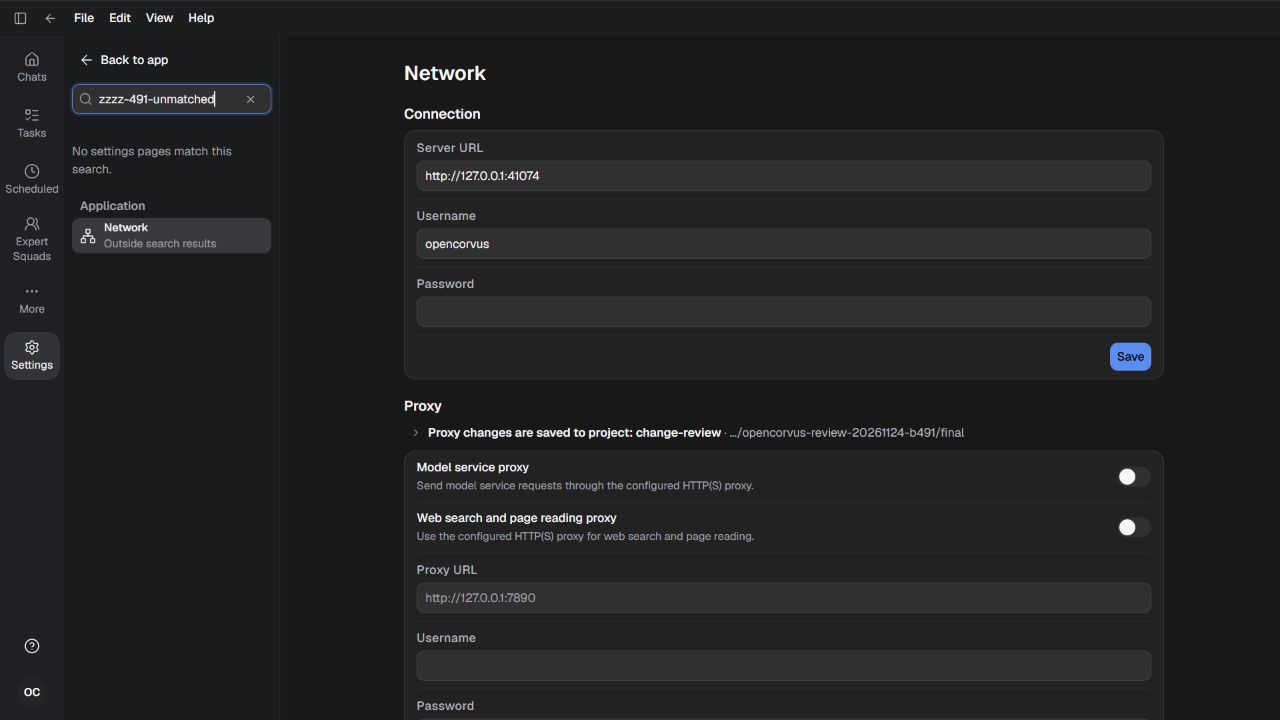 File Edit View Help
Chats
Tasks
Scheduled
Expert
Squads
More
Settings
OC
Back to app
zzzz-491-unmatched
No settings pages match this
search.
Application
Network
Outside search results
Network
Connection
Server URL
http://127.0.0.1:41074
Username
opencorvus
Password
Save
Proxy
Proxy changes are saved to project: change-review · .../opencorvus-review-20261124-b491/final
Model service proxy
Send model service requests through the configured HTTP(S) proxy.
Web search and page reading proxy
Use the configured HTTP(S) proxy for web search and page reading.
Proxy URL
http://127.0.0.1:7890
Username
Password